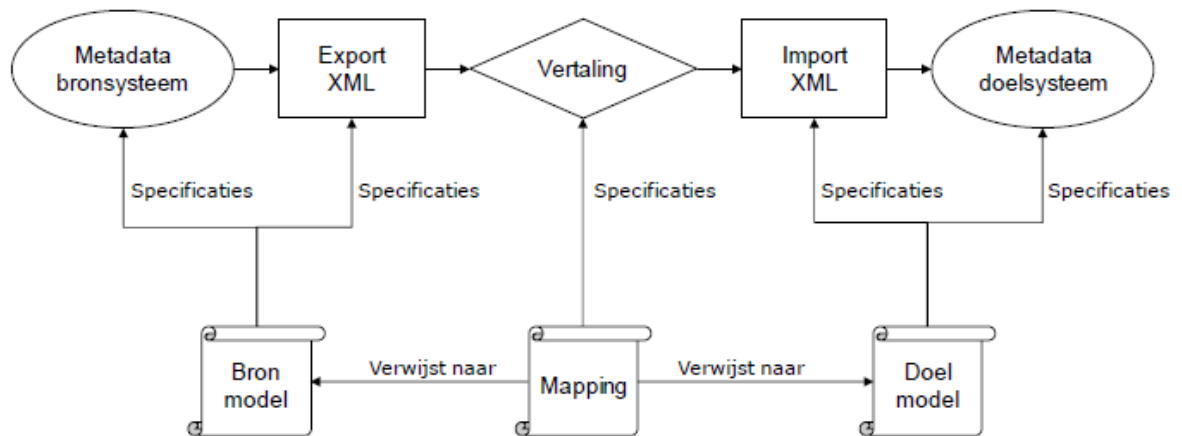 Metadata
bronsysteem
Export
XML
Vertaling
Import
XML
Metadata
doelsysteem
Specificaties
Specificaties
Specificaties
Specificaties
Specificaties
Bron
model
Verwijst naar
Mapping
Verwijst naar
Doel
model